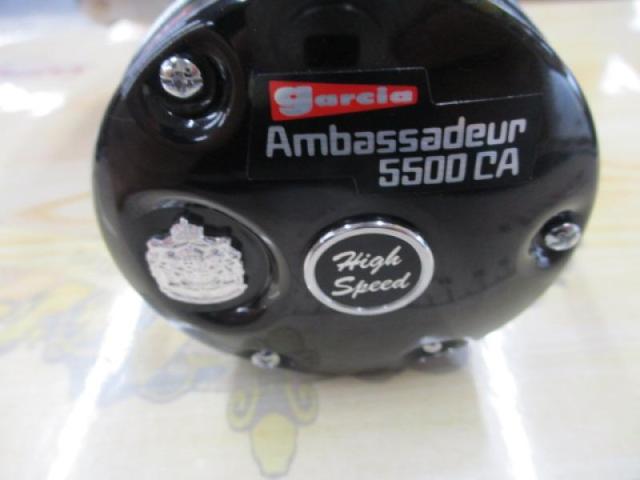 garcia
Ambassadeur
5500 CA
High
Speed